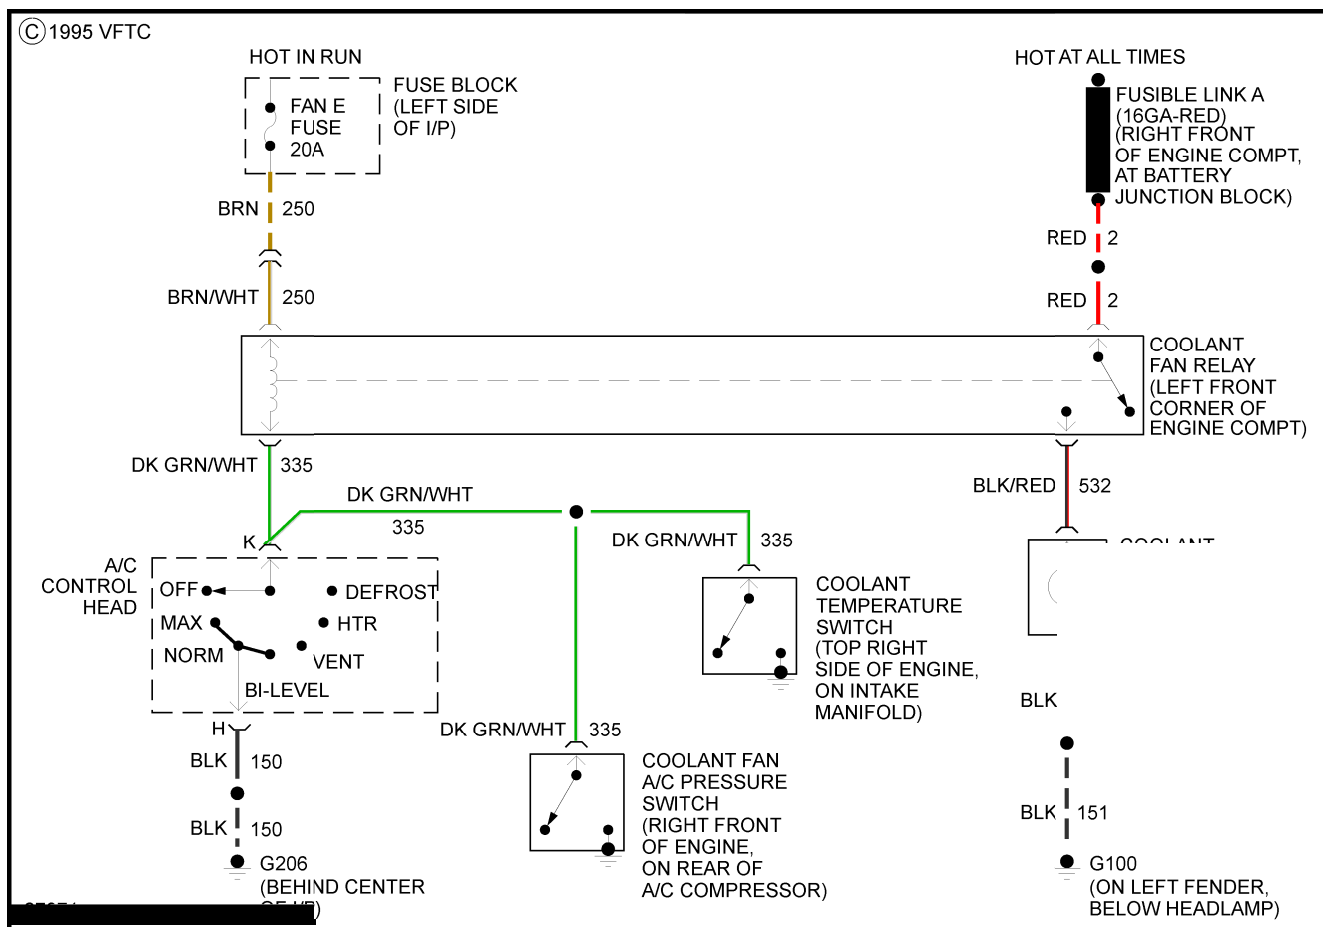 © 1995 VFTC
HOT IN RUN
HOT AT ALL TIMES
FAN E
FUSE
20A
FUSE BLOCK
(LEFT SIDE
OF I/P)
FUSIBLE LINK A
(16GA-RED)
(RIGHT FRONT
OF ENGINE COMPT,
AT BATTERY
JUNCTION BLOCK)
BRN 250
RED 2
BRN/WHT 250
RED 2
COOLANT
FAN RELAY
(LEFT FRONT
CORNER OF
ENGINE COMPT)
DK GRN/WHT 335
DK GRN/WHT
335
BLK/RED 532
DK GRN/WHT 335
K
A/C
CONTROL
HEAD
OFF
DEFROST
MAX
HTR
NORM
VENT
BI-LEVEL
COOLANT
COOLANT
TEMPERATURE
SWITCH
(TOP RIGHT
SIDE OF ENGINE,
ON INTAKE
MANIFOLD)
H
DK GRN/WHT 335
BLK
BLK 150
COOLANT FAN
A/C PRESSURE
SWITCH
(RIGHT FRONT
OF ENGINE,
ON REAR OF
A/C COMPRESSOR)
BLK 150
BLK 151
G206
(BEHIND CENTER
OF I/P)
G100
(ON LEFT FENDER,
BELOW HEADLAMP)